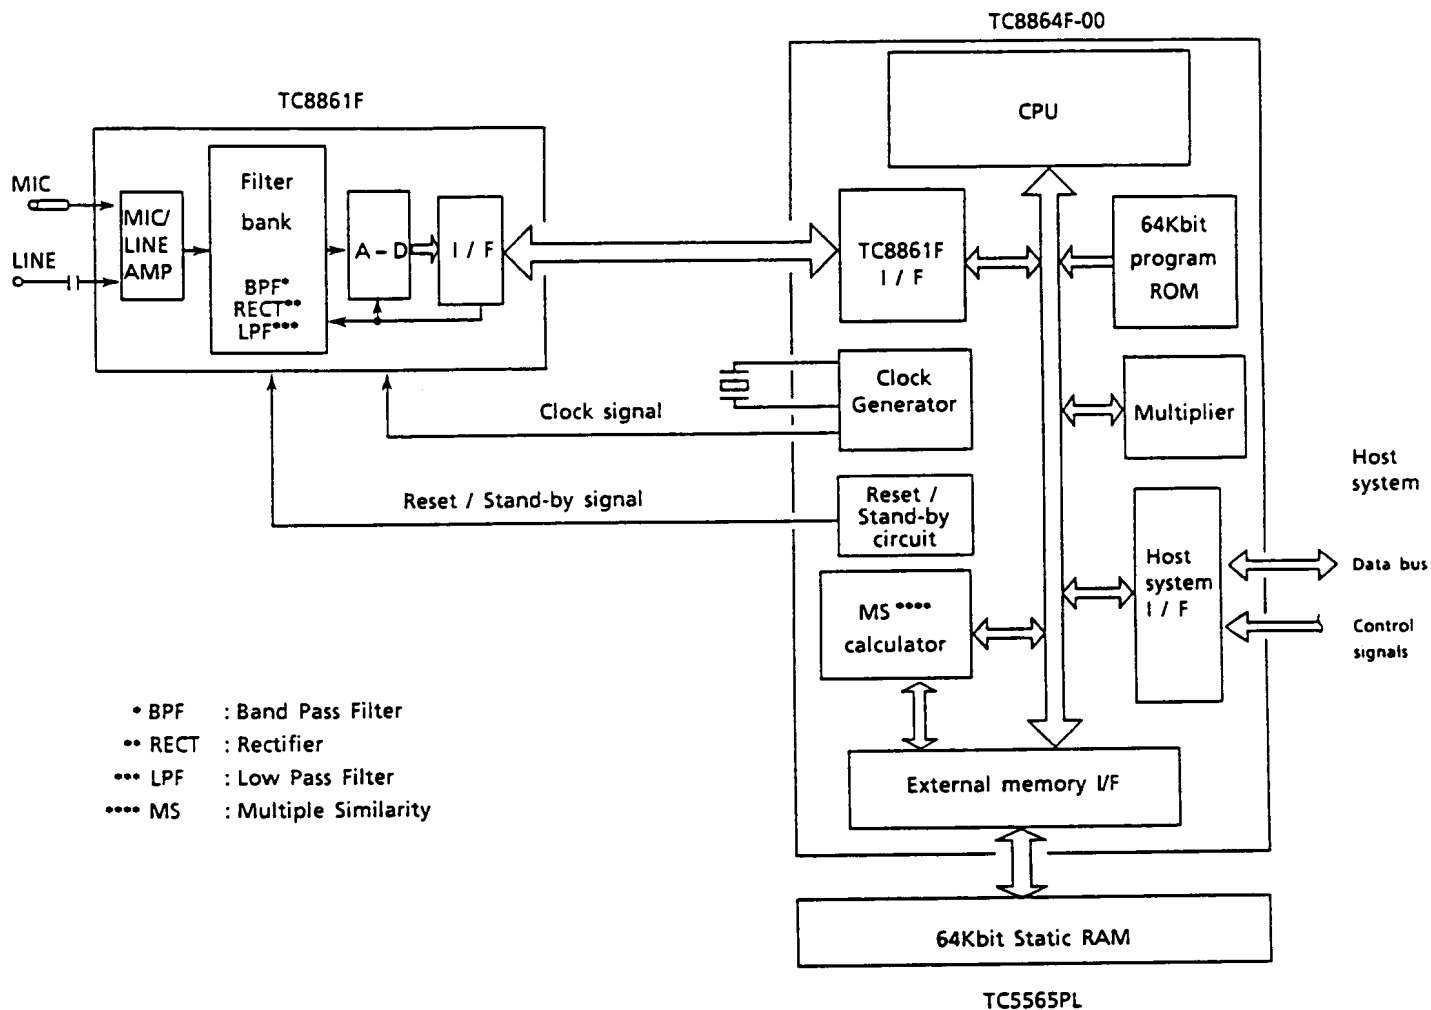 TC8864F-00
CPU
TC8861F
MIC
LINE
MIC/
LINE
AMP
Filter
bank
BPF*
RECT**
LPF***
A - D
I / F
TC8861F
I / F
64Kbit
program
ROM
Clock
Generator
Clock signal
Multiplier
Reset / Stand-by signal
Reset /
Stand-by
circuit
Host
system
Host
system
I / F
Data bus
Control
signals
MS****
calculator
* BPF : Band Pass Filter
** RECT : Rectifier
*** LPF : Low Pass Filter
**** MS : Multiple Similarity
External memory I/F
64Kbit Static RAM
TC5565PL